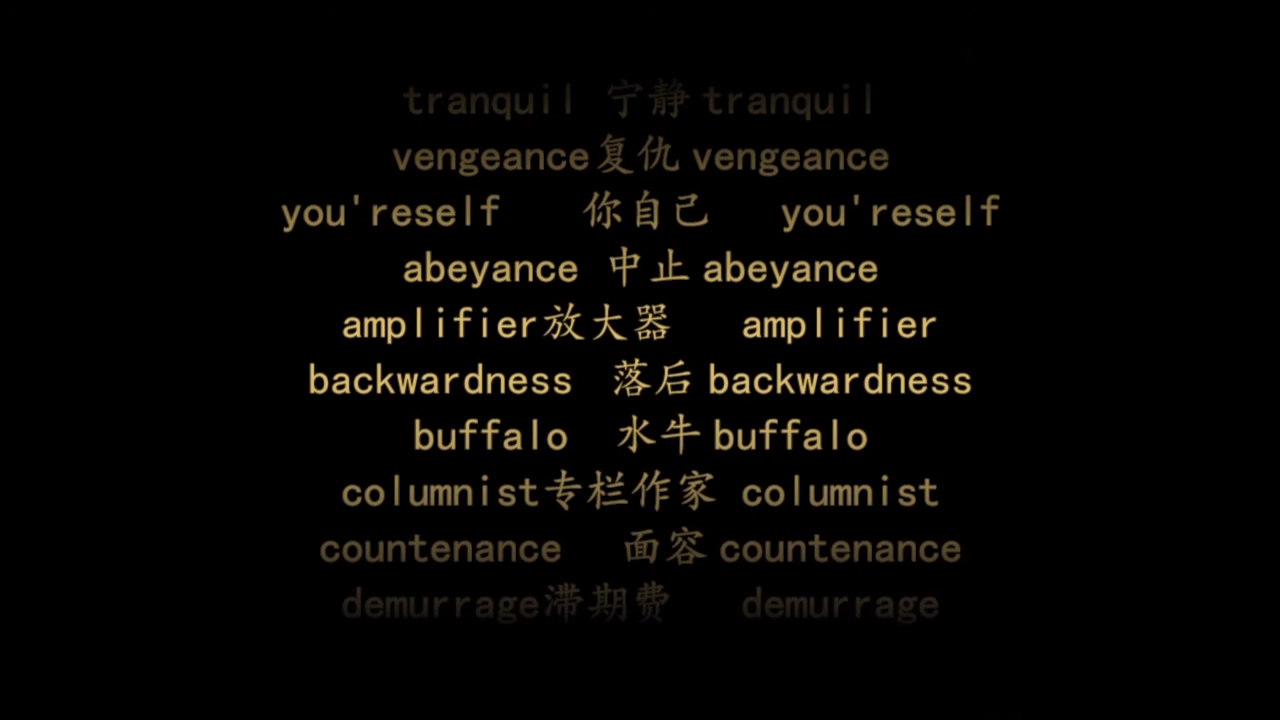 tranquil 宁静 tranquil
vengeance复仇 vengeance
you'reself 你自己 you'reself
abeyance 中止 abeyance
amplifier放大器 amplifier
backwardness 落后 backwardness
buffalo 水牛 buffalo
columnist专栏作家 columnist
countenance 面容 countenance
demurrage滞期费 demurrage